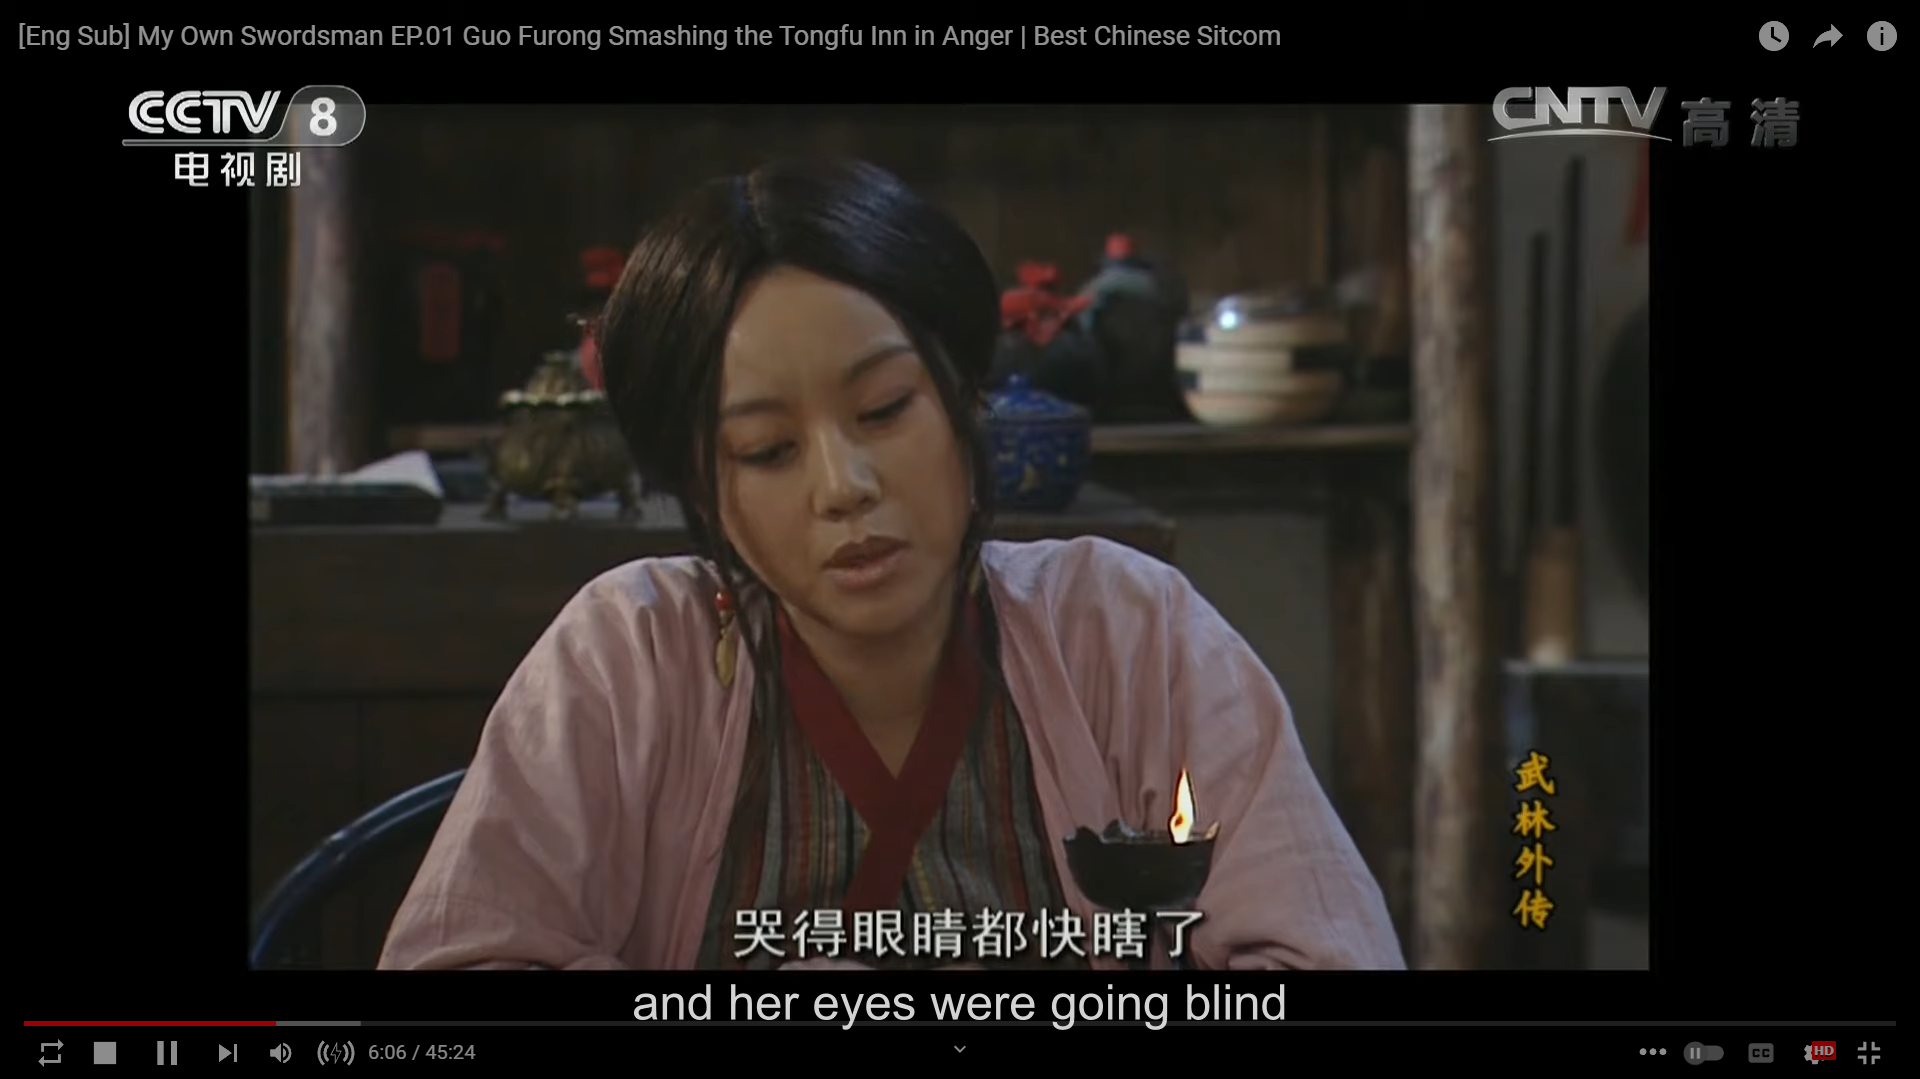 [Eng Sub] My Own Swordsman EP.01 Guo Furong Smashing the Tongfu Inn in Anger | Best Chinese Sitcom
CCTV 8
电视剧
CNTV 高清
武林外传
哭得眼睛都快瞎了
and her eyes were going blind
6:06 / 45:24
CC
HD